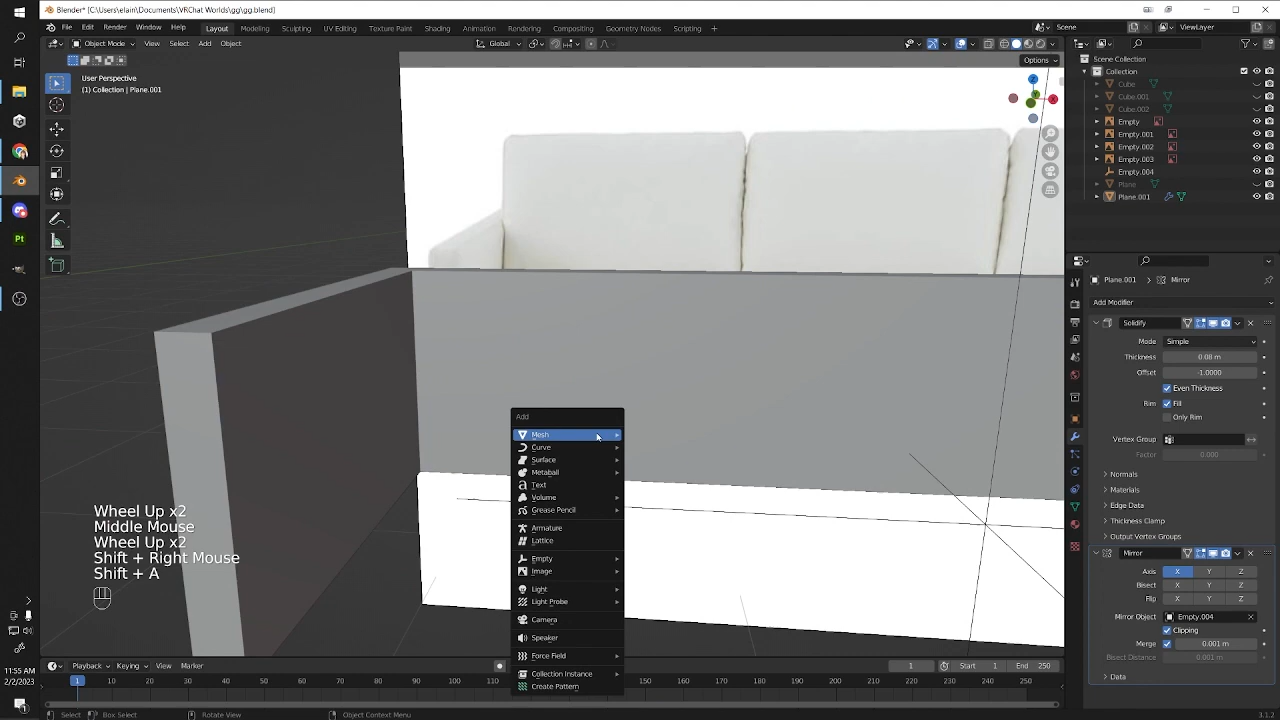 Blender* [C:\Users\elain\Documents\VRChat Worlds\gg\gg.blend]
File Edit Render Window Help Layout Modeling Sculpting UV Editing Texture Paint Shading Animation Rendering Compositing Geometry Nodes Scripting + Scene ViewLayer
Object Mode View Select Add Object Global
Options
User Perspective
(1) Collection | Plane.001
Z
Y
X
Scene Collection
Collection
Cube
Cube.001
Cube.002
Empty
Empty.001
Empty.002
Empty.003
Empty.004
Plane
Plane.001
Plane.001 > Mirror
Add Modifier
Solidify
Mode Simple
Thickness 0.08 m
Offset -1.0000
Even Thickness
Rim Fill
Only Rim
Vertex Group
Factor 0.000
Normals
Materials
Edge Data
Thickness Clamp
Output Vertex Groups
Mirror
Axis X Y Z
Bisect X Y Z
Flip X Y Z
Mirror Object Empty.004
Clipping
Merge 0.001 m
Bisect Distance 0.001 m
Data
Add
Mesh
Curve
Surface
Metaball
Text
Volume
Grease Pencil
Armature
Lattice
Empty
Image
Light
Light Probe
Camera
Speaker
Force Field
Collection Instance
Create Pattern
Wheel Up x2
Middle Mouse
Wheel Up x2
Shift + Right Mouse
Shift + A
Pt
11:55 AM
2/2/2023
Playback Keying View Marker 1 Start 1 End 250
1 10 20 30 40 50 60 70 80 90 100 110 150 160 170 180 190 200 210 220 230 240 250
Select Box Select Rotate View Object Context Menu 3.1.2